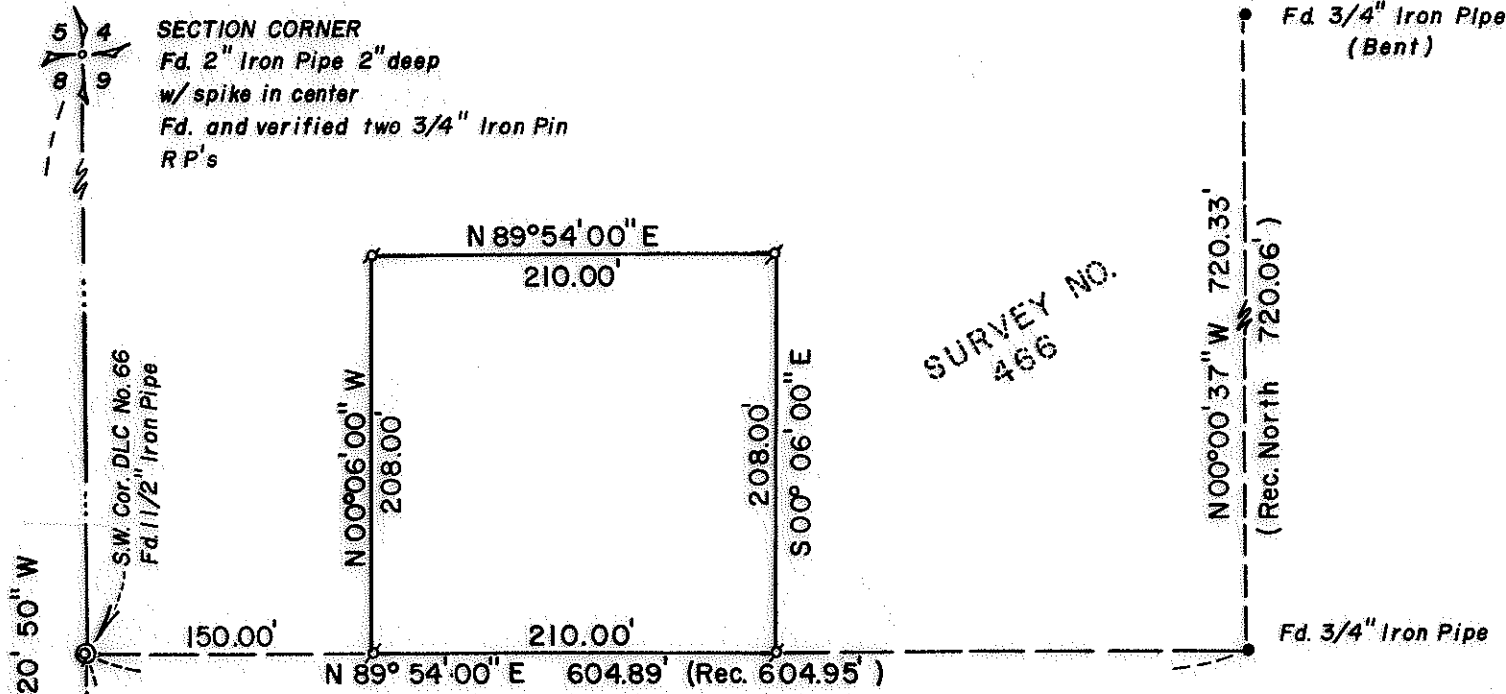 5 4
8 9
SECTION CORNER
Fd. 2" Iron Pipe 2" deep
w/ spike in center
Fd. and verified two 3/4" Iron Pin
R P's
Fd. 3/4" Iron Pipe
(Bent)
N 89°54'00" E
210.00'
SURVEY NO.
466
N00°00'37" W 720.33'
(Rec. North 720.06')
S.W. Cor. DLC No. 66
Fd. 1 1/2" Iron Pipe
N 00°06'00" W
208.00'
208.00'
S 00° 06' 00" E
20' 50" W
150.00'
210.00'
Fd. 3/4" Iron Pipe
N 89° 54' 00" E 604.89' (Rec. 604.95')